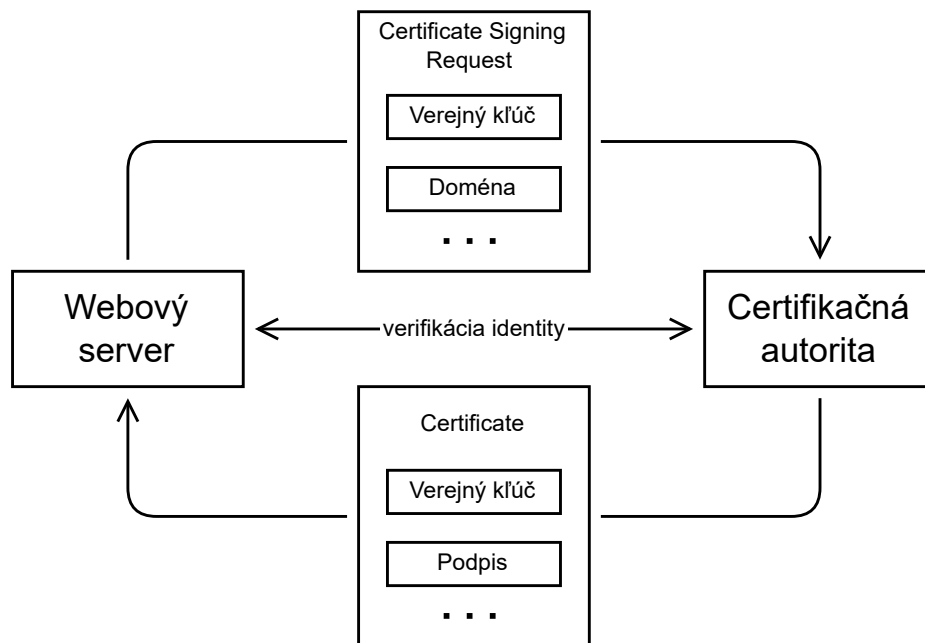 Certificate Signing
Request
Verejný kľúč
Doména
. . .
Webový
server
verifikácia identity
Certifikačná
autorita
Certificate
Verejný kľúč
Podpis
. . .